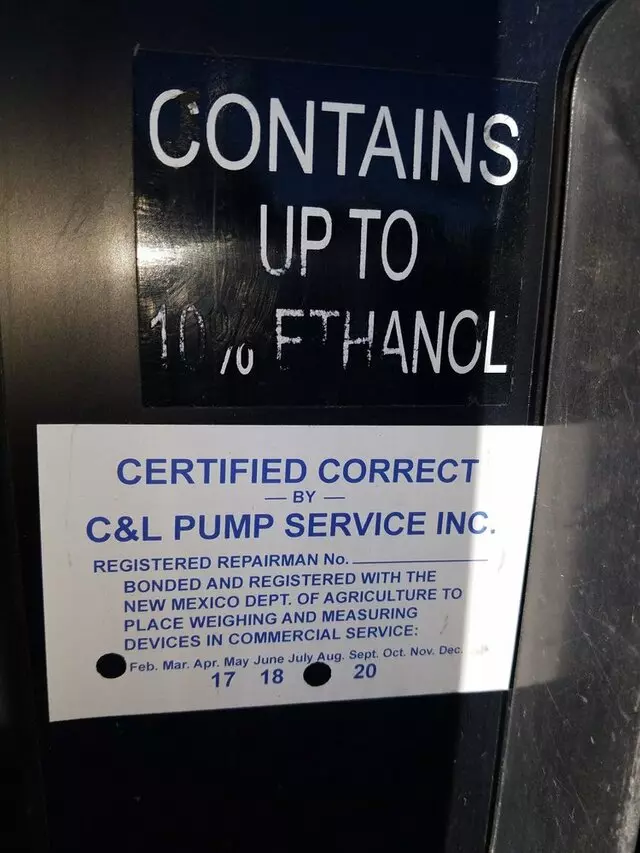 CONTAINS
UP TO
10% ETHANOL
CERTIFIED CORRECT
— BY —
C&L PUMP SERVICE INC.
REGISTERED REPAIRMAN No.
BONDED AND REGISTERED WITH THE
NEW MEXICO DEPT. OF AGRICULTURE TO
PLACE WEIGHING AND MEASURING
DEVICES IN COMMERCIAL SERVICE:
Feb. Mar. Apr. May June July Aug. Sept. Oct. Nov. Dec.
17 18 20